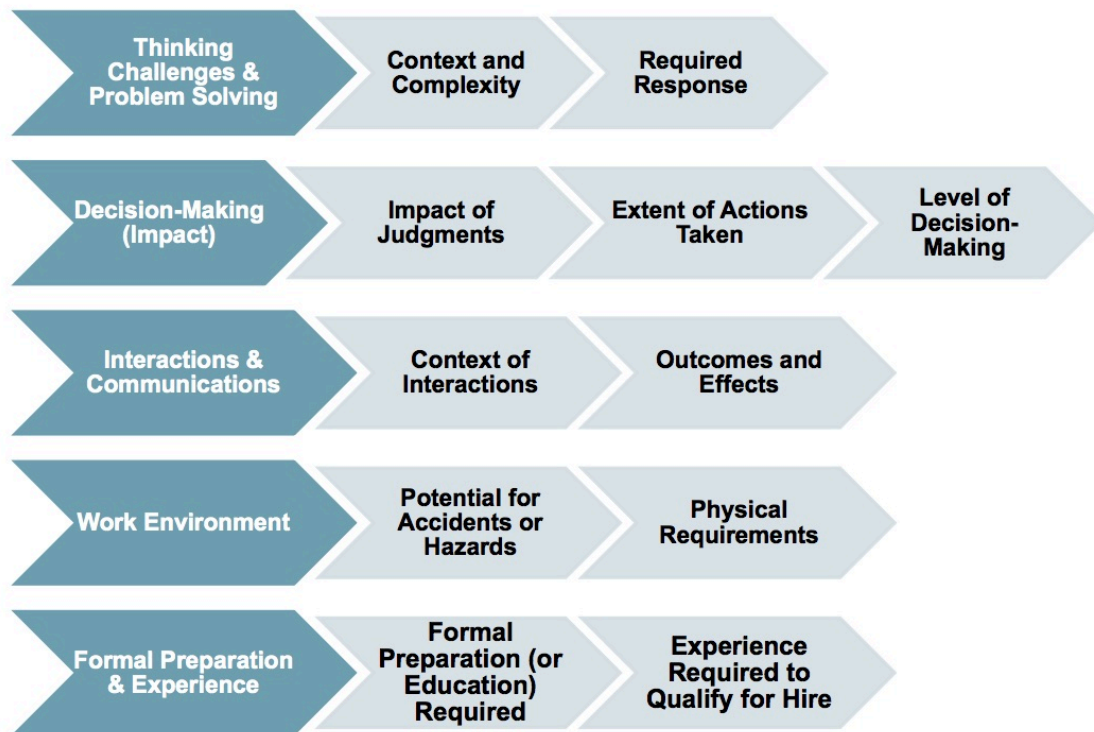 Thinking
Challenges &
Problem Solving
Context and
Complexity
Required
Response
Decision-Making
(Impact)
Impact of
Judgments
Extent of Actions
Taken
Level of
Decision-
Making
Interactions &
Communications
Context of
Interactions
Outcomes and
Effects
Work Environment
Potential for
Accidents or
Hazards
Physical
Requirements
Formal Preparation
& Experience
Formal
Preparation (or
Education)
Required
Experience
Required to
Qualify for Hire